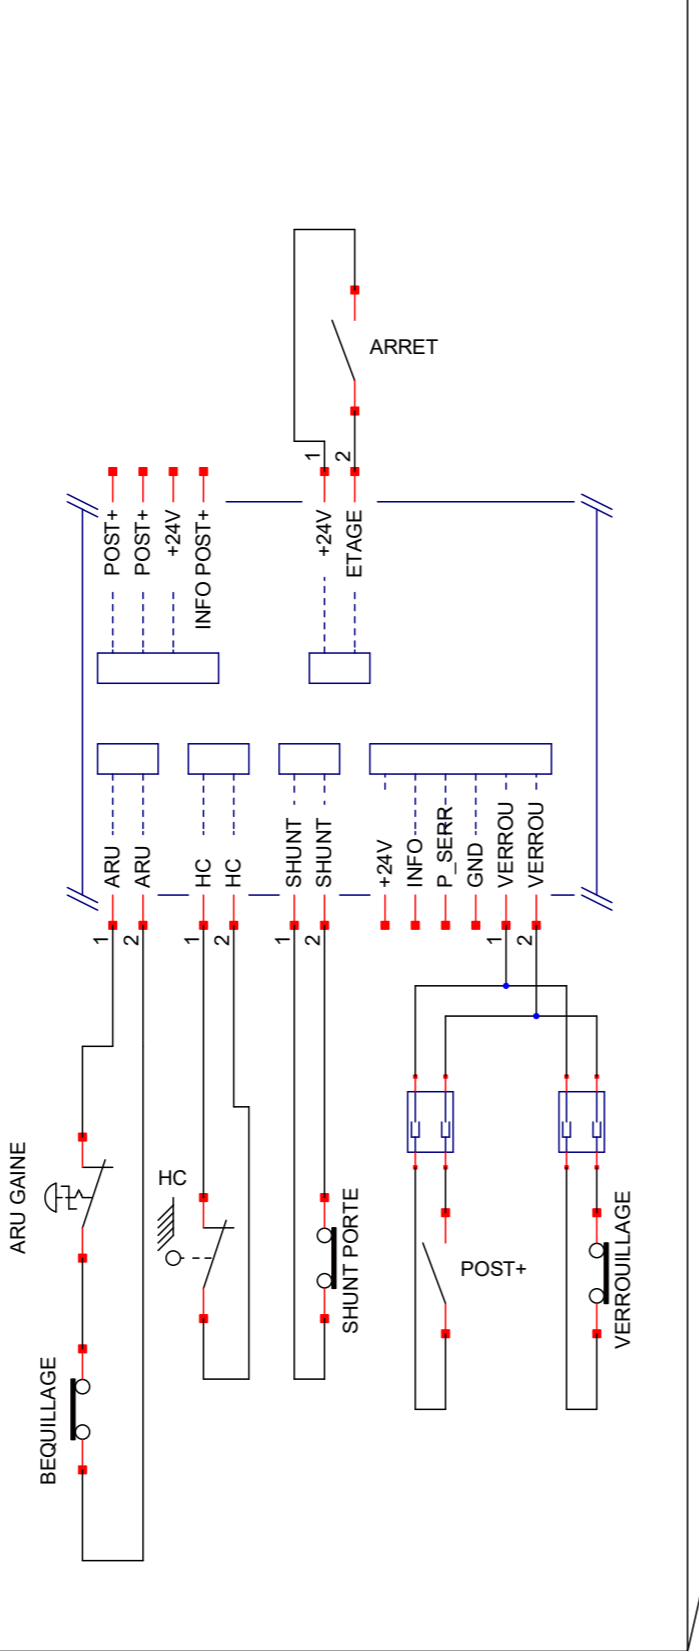 ARRET
1
2
POST+
POST+
+24V
INFO POST+
+24V
ETAGE
ARU
ARU
HC
HC
SHUNT
SHUNT
+24V
INFO
P_SERR
GND
VERROU
VERROU
1
2
1
2
1
2
1
2
ARU GAINE
HC
SHUNT PORTE
POST+
VERROUILLAGE
BEQUILLAGE